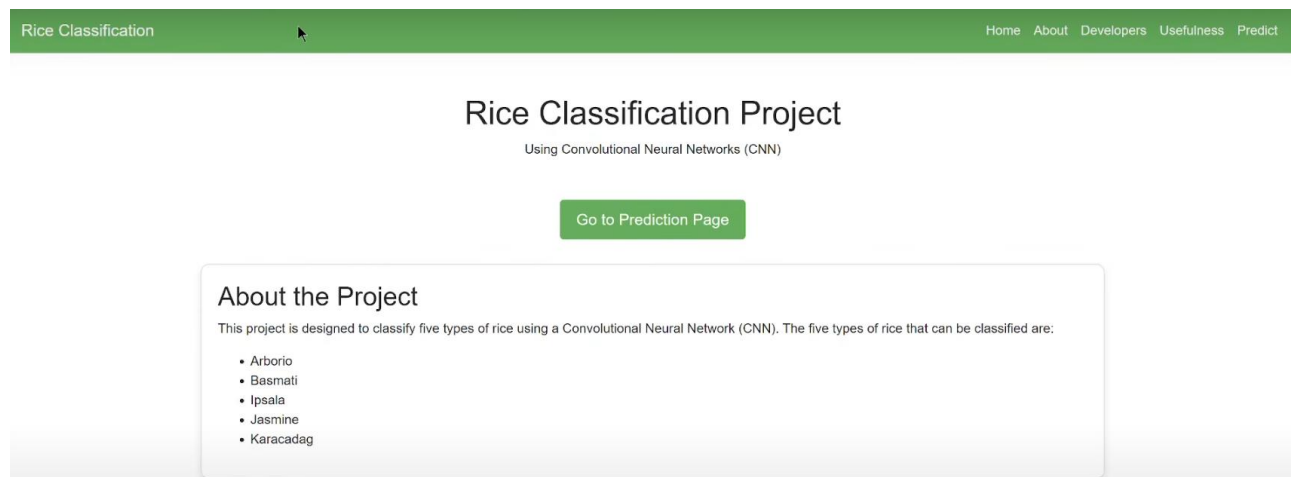 Rice Classification
Home About Developers Usefulness Predict
Rice Classification Project
Using Convolutional Neural Networks (CNN)
Go to Prediction Page
About the Project
This project is designed to classify five types of rice using a Convolutional Neural Network (CNN). The five types of rice that can be classified are:
• Arborio
• Basmati
• Ipsala
• Jasmine
• Karacadag